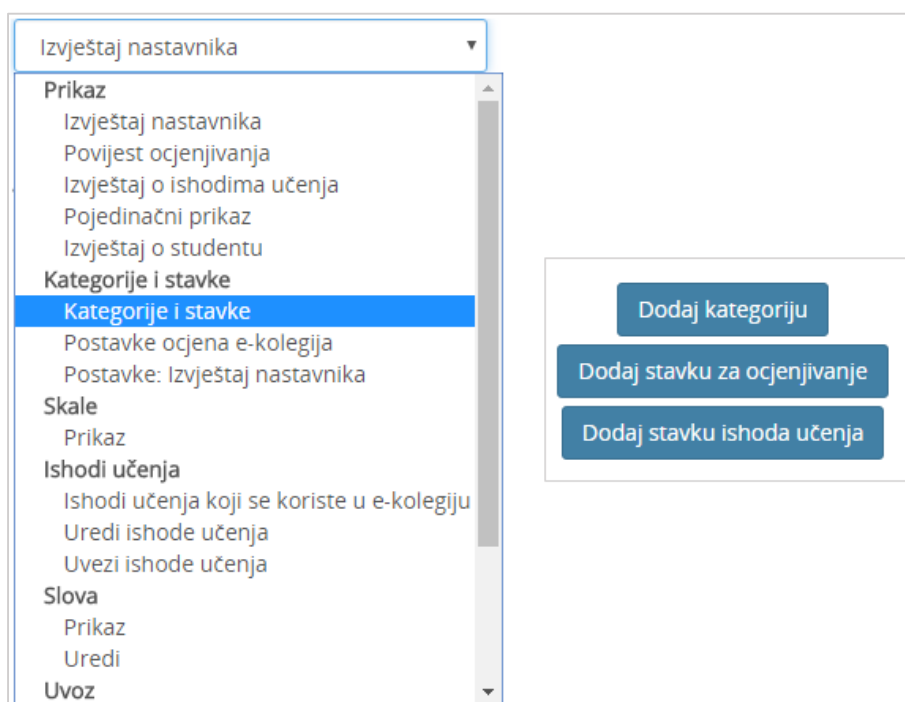 Izvještaj nastavnika
Prikaz
Izvještaj nastavnika
Povijest ocjenjivanja
Izvještaj o ishodima učenja
Pojedinačni prikaz
Izvještaj o studentu
Kategorije i stavke
Kategorije i stavke
Postavke ocjena e-kolegija
Postavke: Izvještaj nastavnika
Skale
Prikaz
Ishodi učenja
Ishodi učenja koji se koriste u e-kolegiju
Uredi ishode učenja
Uvezi ishode učenja
Slova
Prikaz
Uredi
Uvoz
Dodaj kategoriju
Dodaj stavku za ocjenjivanje
Dodaj stavku ishoda učenja